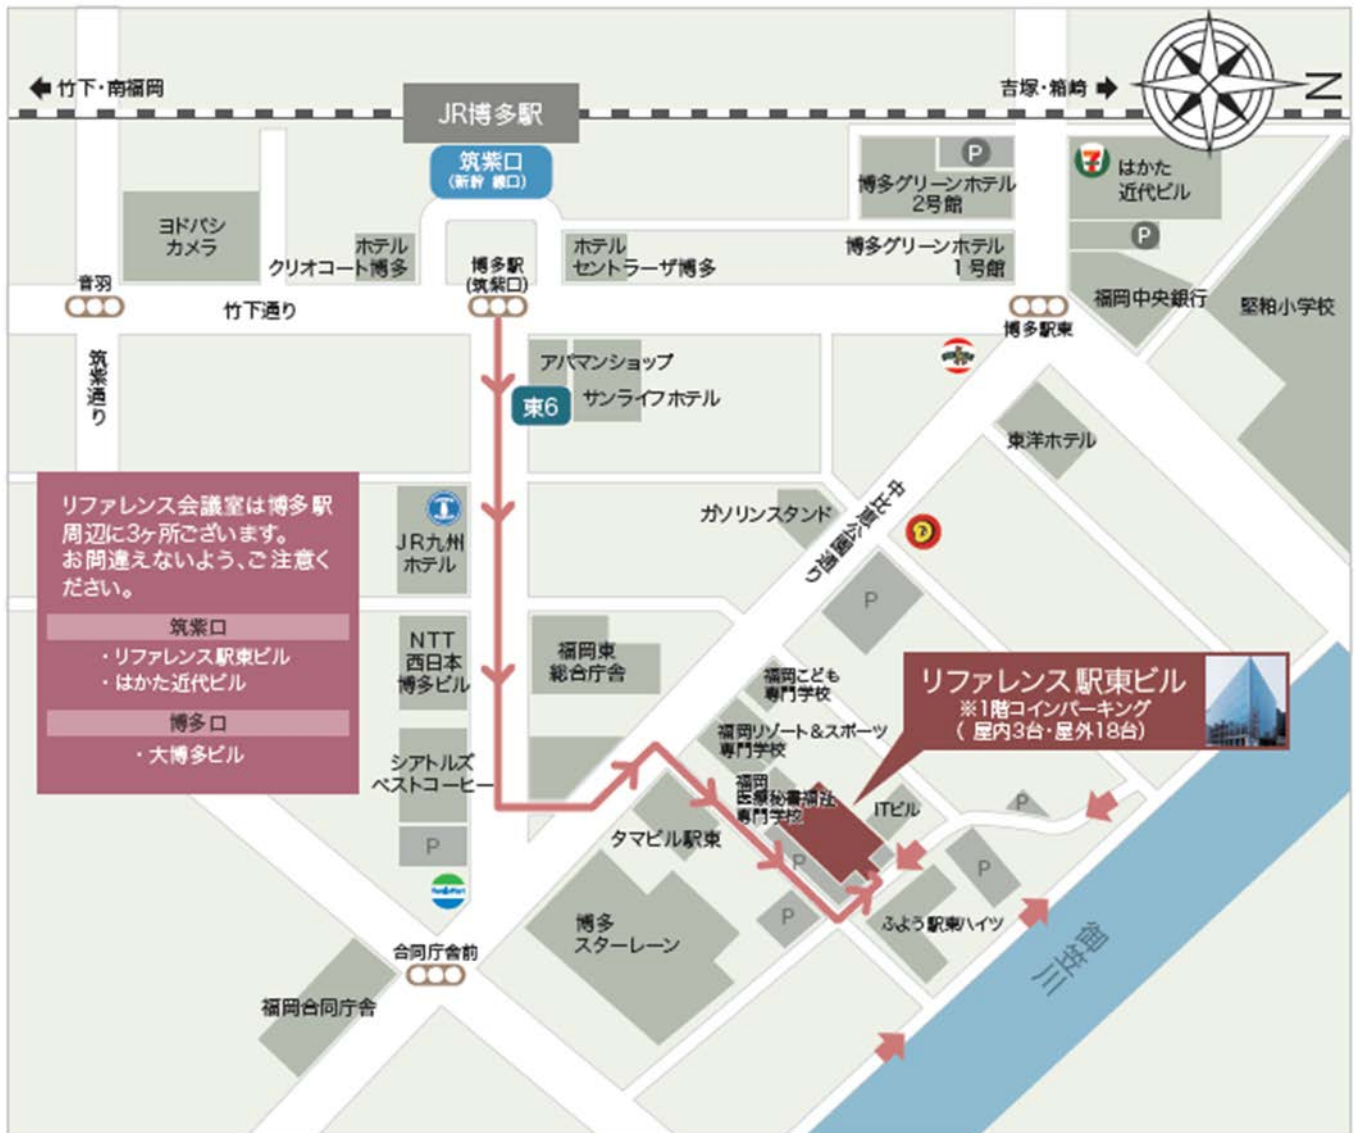 竹下・南福岡
JR博多駅
吉塚・箱崎
N
筑紫口
(新幹線口)
P
博多グリーンホテル
2号館
はかた
近代ビル
P
ヨドバシ
カメラ
ホテル
クリオコート博多
博多駅
(筑紫口)
ホテル
セントラーザ博多
博多グリーンホテル
1号館
音羽
竹下通り
福岡中央銀行
堅粕小学校
博多駅東
筑紫通り
アパマンショップ
東6
サンライフホテル
東洋ホテル
リファレンス会議室は博多駅
周辺に3ヶ所ございます。
お間違えないよう、ご注意く
ださい。
筑紫口
・リファレンス駅東ビル
・はかた近代ビル
博多口
・大博多ビル
JR九州
ホテル
ガソリンスタンド
中比恵公園通り
P
NTT
西日本
博多ビル
福岡東
総合庁舎
福岡こども
専門学校
リファレンス駅東ビル
※1階コインパーキング
( 屋内3台・屋外18台)
福岡リゾート&スポーツ
専門学校
シアトルズ
ベストコーヒー
福岡
医療秘書福祉
専門学校
ITビル
P
タマビル駅東
P
P
P
FamilyMart
P
博多
スターレーン
ふよう駅東ハイツ
御笠川
合同庁舎前
福岡合同庁舎